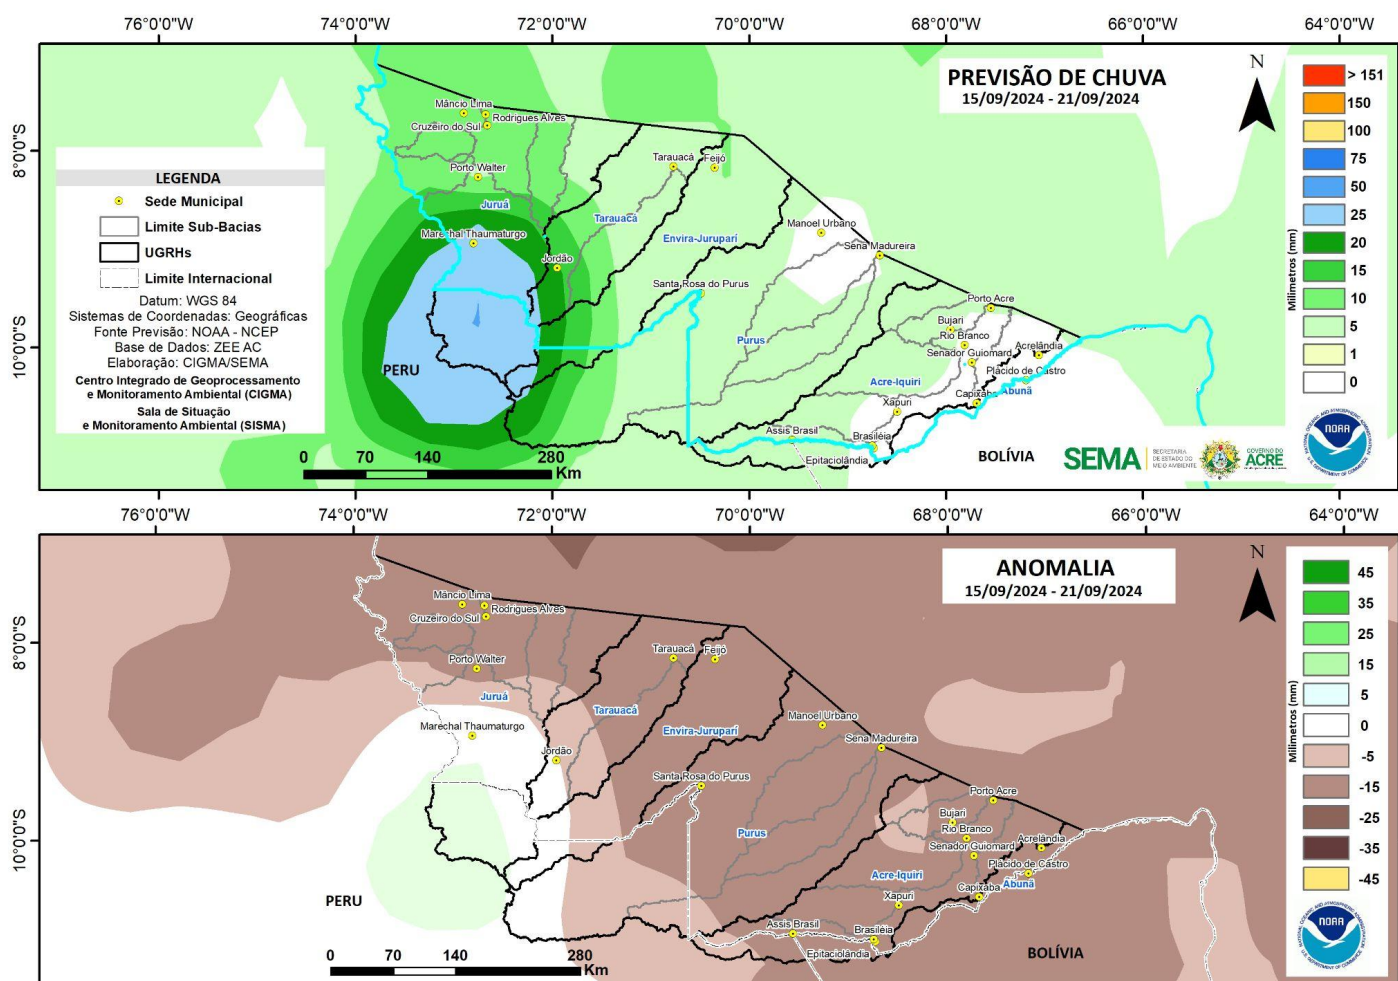 76°0'0"W 74°0'0"W 72°0'0"W 70°0'0"W 68°0'0"W 66°0'0"W 64°0'0"W
8°0'0"S
10°0'0"S
PREVISÃO DE CHUVA
15/09/2024 - 21/09/2024
N
Milímetros (mm)
> 151
150
100
75
50
25
20
15
10
5
1
0
LEGENDA
Sede Municipal
Limite Sub-Bacias
UGRHs
Limite Internacional
Datum: WGS 84
Sistemas de Coordenadas: Geográficas
Fonte Previsão: NOAA - NCEP
Base de Dados: ZEE AC
Elaboração: CIGMA/SEMA
Centro Integrado de Geoprocessamento
e Monitoramento Ambiental (CIGMA)
Sala de Situação
e Monitoramento Ambiental (SISMA)
Mâncio Lima
Rodrigues Alves
Cruzeiro do Sul
Porto Walter
Juruá
Marechal Thaumaturgo
Jordão
Tarauacá
Feijó
Tarauacá
Envira-Jurupari
Manoel Urbano
Sena Madureira
Santa Rosa do Purus
Purus
Porto Acre
Bujari
Rio Branco
Senador Guiomard
Acrelândia
Plácido de Castro
Abunã
Acre-Iquiri
Capixaba
Xapuri
Assis Brasil
Brasiléia
Epitaciolândia
PERU
BOLÍVIA
0 70 140 280
Km
SEMA
SECRETARIA
DE ESTADO DO
MEIO AMBIENTE
GOVERNO DO
ACRE
NOAA
76°0'0"W 74°0'0"W 72°0'0"W 70°0'0"W 68°0'0"W 66°0'0"W 64°0'0"W
8°0'0"S
10°0'0"S
ANOMALIA
15/09/2024 - 21/09/2024
N
Milímetros (mm)
45
35
25
15
5
0
-5
-15
-25
-35
-45
Mâncio Lima
Rodrigues Alves
Cruzeiro do Sul
Porto Walter
Juruá
Marechal Thaumaturgo
Jordão
Tarauacá
Feijó
Tarauacá
Envira-Jurupari
Manoel Urbano
Sena Madureira
Santa Rosa do Purus
Purus
Porto Acre
Bujari
Rio Branco
Senador Guiomard
Acrelândia
Plácido de Castro
Abunã
Acre-Iquiri
Capixaba
Xapuri
Assis Brasil
Brasiléia
Epitaciolândia
PERU
BOLÍVIA
0 70 140 280
Km
NOAA